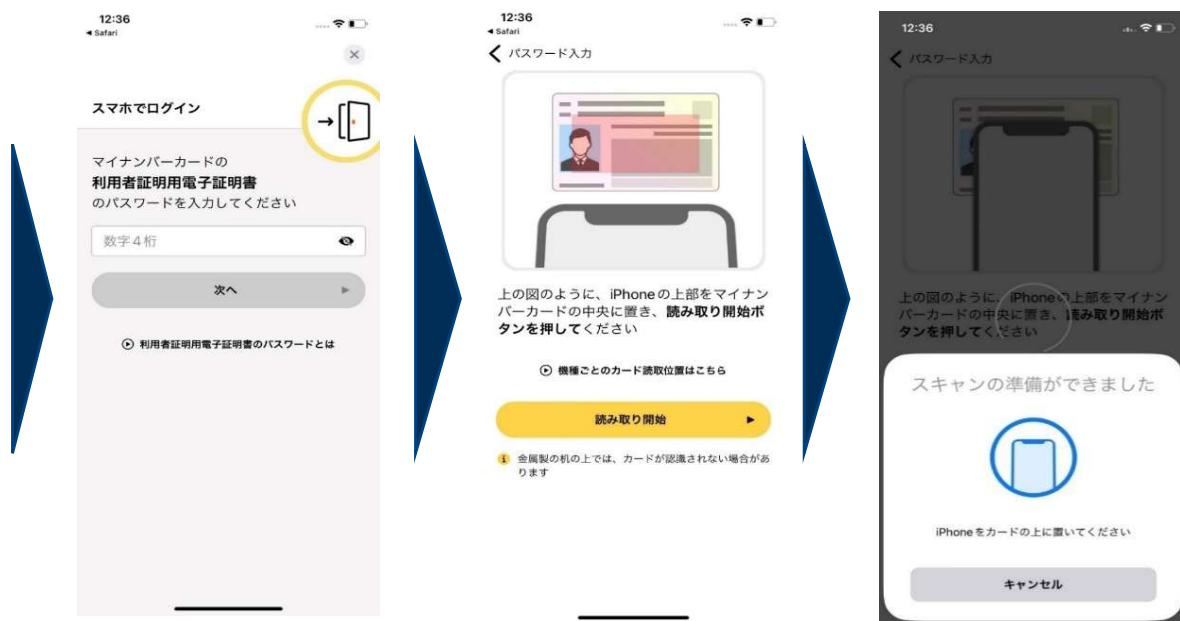 12:36
◀ Safari
スマホでログイン
マイナンバーカードの
利用者証明用電子証明書
のパスワードを入力してください
数字4桁
次へ
利用者証明用電子証明書のパスワードとは
12:36
◀ Safari
パスワード入力
上の図のように、iPhoneの上部をマイナン
バーカードの中央に置き、読み取り開始ボ
タンを押してください
機種ごとのカード読取位置はこちら
読み取り開始
金属製の机の上では、カードが認識されない場合があ
ります
12:36
パスワード入力
上の図のように、iPhoneの上部をマイナン
バーカードの中央に置き、読み取り開始ボ
タンを押してください
スキャンの準備ができました
iPhoneをカードの上に置いてください
キャンセル